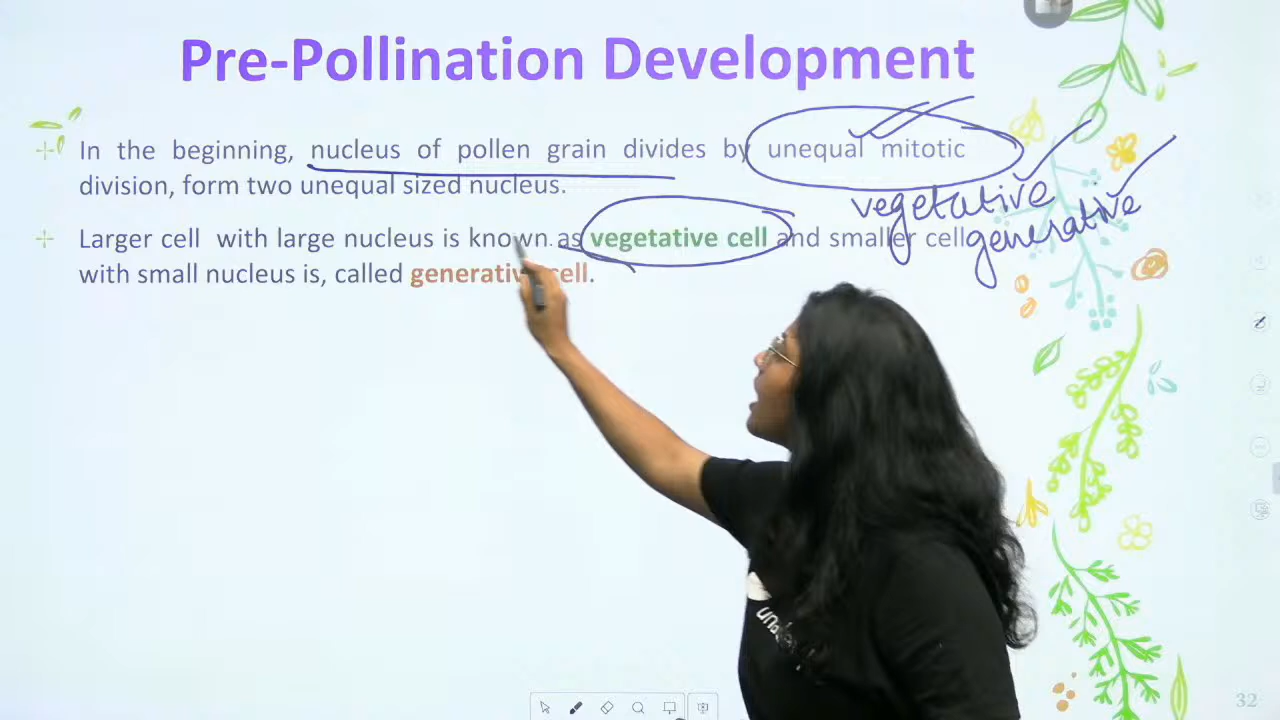 Pre-Pollination Development
In the beginning, nucleus of pollen grain divides by unequal mitotic
division, form two unequal sized nucleus.
vegetative
generative
Larger cell with large nucleus is known as vegetative cell and smaller cell
with small nucleus is, called generative cell.
32